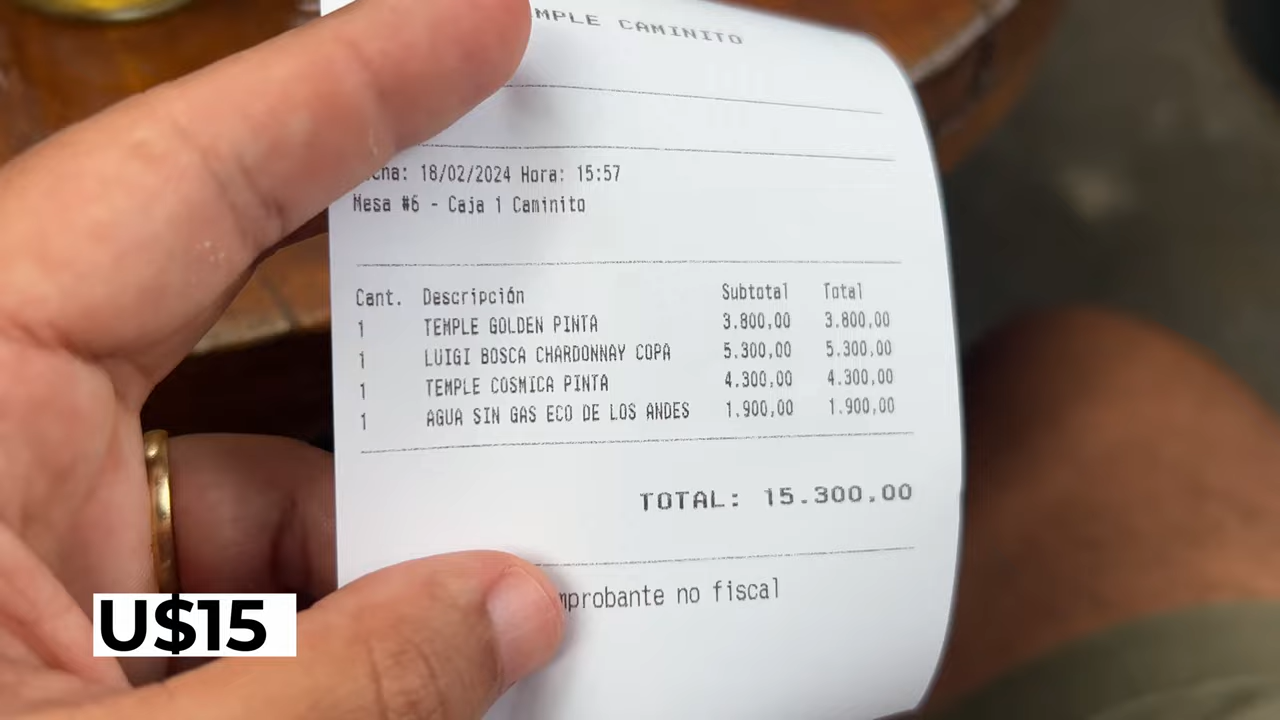 CAMINITO
18/02/2024 Hora: 15:57
Mesa #6 - Caja 1 Caminito
Cant. Descripción Subtotal Total
1 TEMPLE GOLDEN PINTA 3.800,00 3.800,00
1 LUIGI BOSCA CHARDONNAY COPA 5.300,00 5.300,00
1 TEMPLE COSMICA PINTA 4.300,00 4.300,00
1 AGUA SIN GAS ECO DE LOS ANDES 1.900,00 1.900,00
TOTAL: 15.300,00
no fiscal
U$15